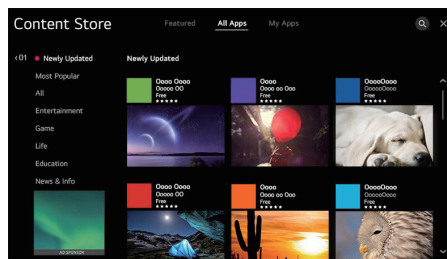 Content Store
Featured
All Apps
My Apps
<01
Newly Updated
Most Popular
All
Entertainment
Game
Life
Education
News & Info
AD SPONSOR
Newly Updated
Oooo Oooo
Ooooo OO
Free
★★★★★
Oooo
Oooo oo Ooo
Free
★★★★★
OoooOooo
OoooOoooo
Free
★★★★★
Oooo Oooo
Ooooo OO
Free
★★★★★
Oooo
Oooo oo Ooo
Free
★★★★★
OoooOooo
OoooOoooo
Free
★★★★★